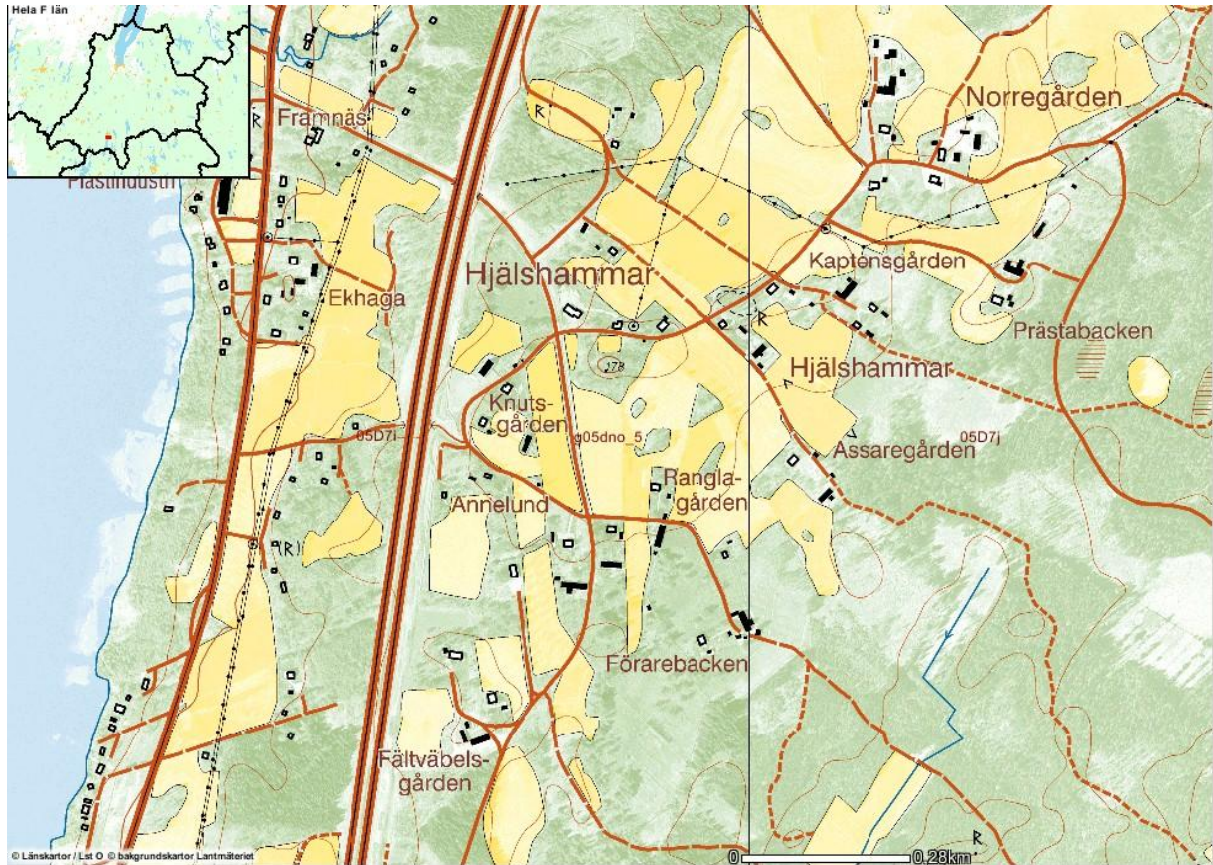 Hela F län
Framnäs
R
R
Norregården
Plastindustri
Kaptensgården
Hjälshammar
Ekhaga
R
Prästabacken
178
Hjälshammar
Knuts-
gården
05D7i
g05dno_5
05D7j
Assaregården
Rangla-
gården
Annelund
(R)
Förarebacken
Fältväbels-
gården
R
0
0.28km
© Länskartor / Lst O © bakgrundskartor Lantmäteriet